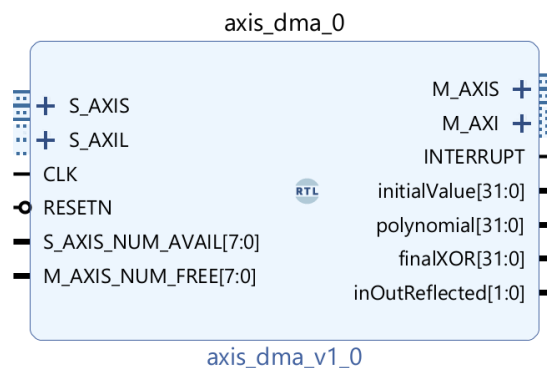 axis_dma_0
S_AXIS
S_AXIL
CLK
RESETN
S_AXIS_NUM_AVAIL[7:0]
M_AXIS_NUM_FREE[7:0]
RTL
M_AXIS
M_AXI
INTERRUPT
initialValue[31:0]
polynomial[31:0]
finalXOR[31:0]
inOutReflected[1:0]
axis_dma_v1_0